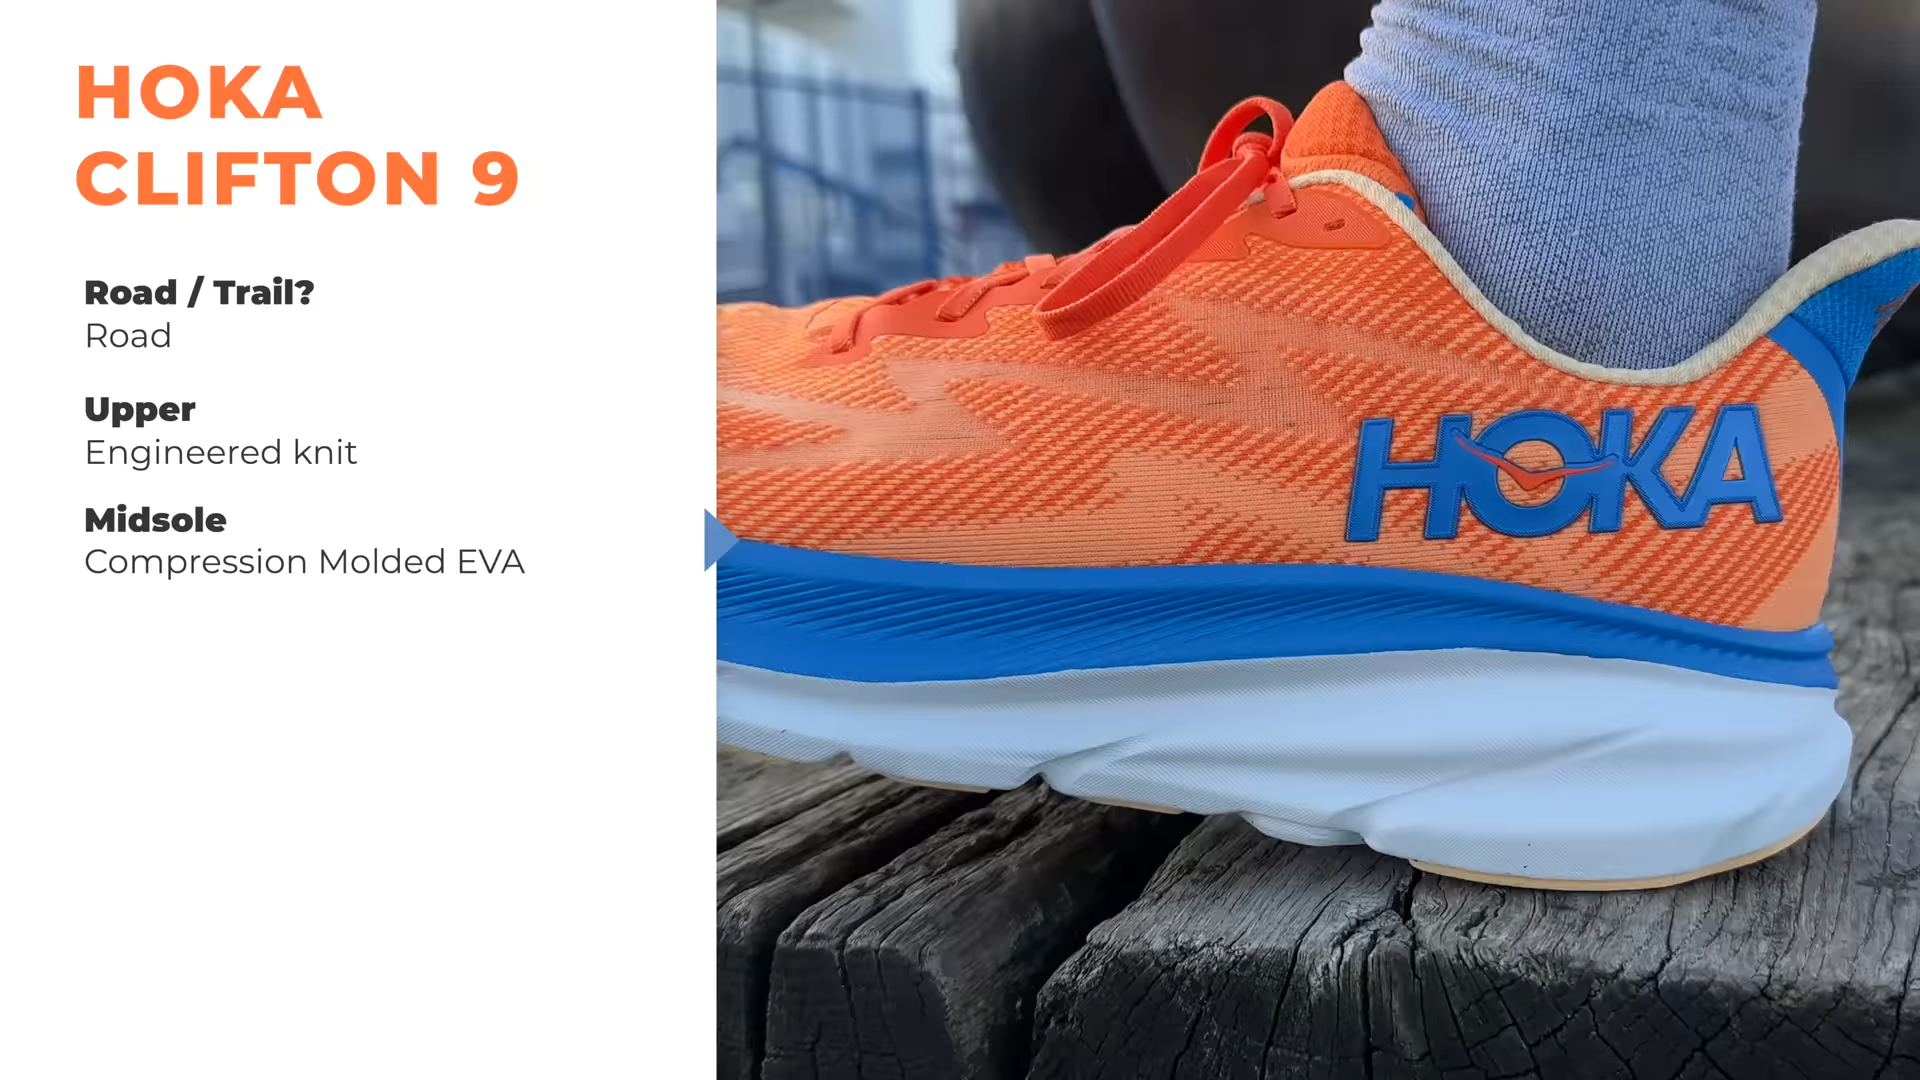 HOKA
CLIFTON 9
Road / Trail?
Road
Upper
Engineered knit
Midsole
Compression Molded EVA
HOKA